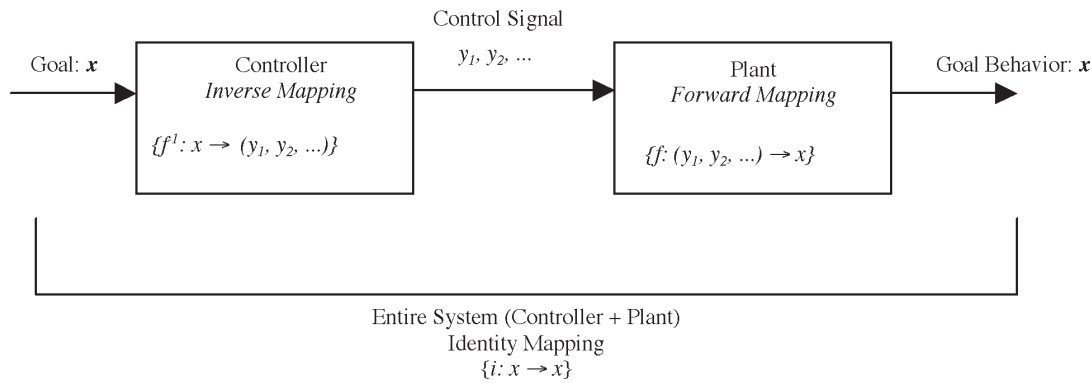 Control Signal
y₁, y₂, ...
Goal: x
Controller
Inverse Mapping
{f¹: x → (y₁, y₂, ...)}
Plant
Forward Mapping
{f: (y₁, y₂, ...) → x}
Goal Behavior: x
Entire System (Controller + Plant)
Identity Mapping
{i: x → x}